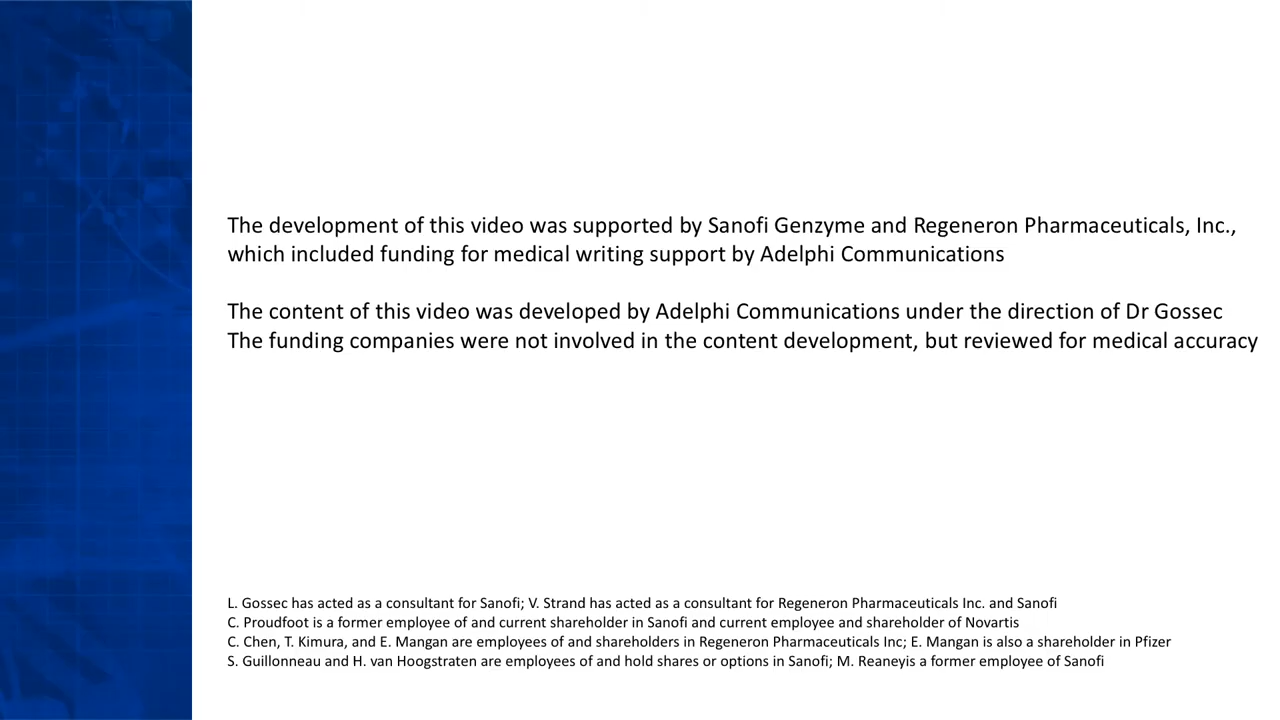 The development of this video was supported by Sanofi Genzyme and Regeneron Pharmaceuticals, Inc.,
which included funding for medical writing support by Adelphi Communications
The content of this video was developed by Adelphi Communications under the direction of Dr Gossec
The funding companies were not involved in the content development, but reviewed for medical accuracy
L. Gossec has acted as a consultant for Sanofi; V. Strand has acted as a consultant for Regeneron Pharmaceuticals Inc. and Sanofi
C. Proudfoot is a former employee of and current shareholder in Sanofi and current employee and shareholder of Novartis
C. Chen, T. Kimura, and E. Mangan are employees of and shareholders in Regeneron Pharmaceuticals Inc; E. Mangan is also a shareholder in Pfizer
S. Guillonneau and H. van Hoogstraten are employees of and hold shares or options in Sanofi; M. Reaneyis a former employee of Sanofi